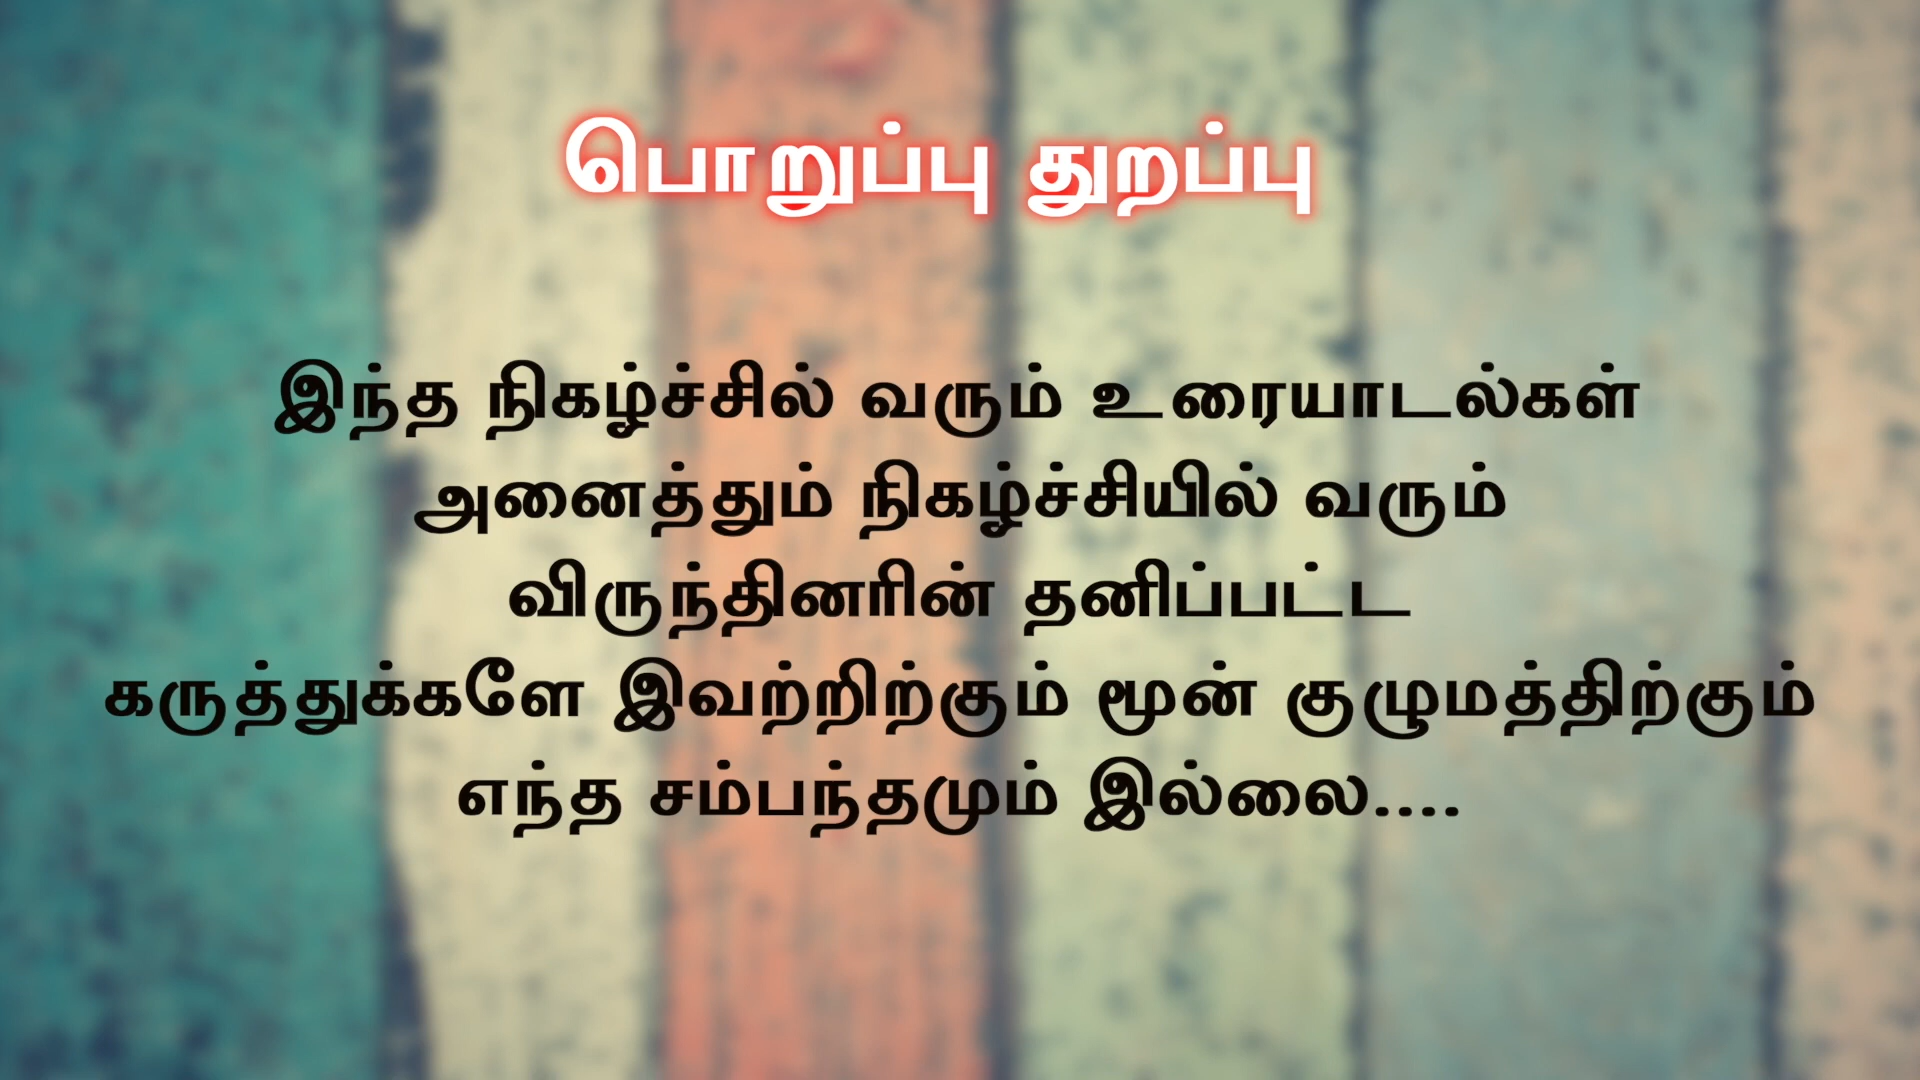 பொறுப்பு துறப்பு
இந்த நிகழ்ச்சில் வரும் உரையாடல்கள்
அனைத்தும் நிகழ்ச்சியில் வரும்
விருந்தினரின் தனிப்பட்ட
கருத்துக்களே இவற்றிற்கும் மூன் குழுமத்திற்கும்
எந்த சம்பந்தமும் இல்லை....